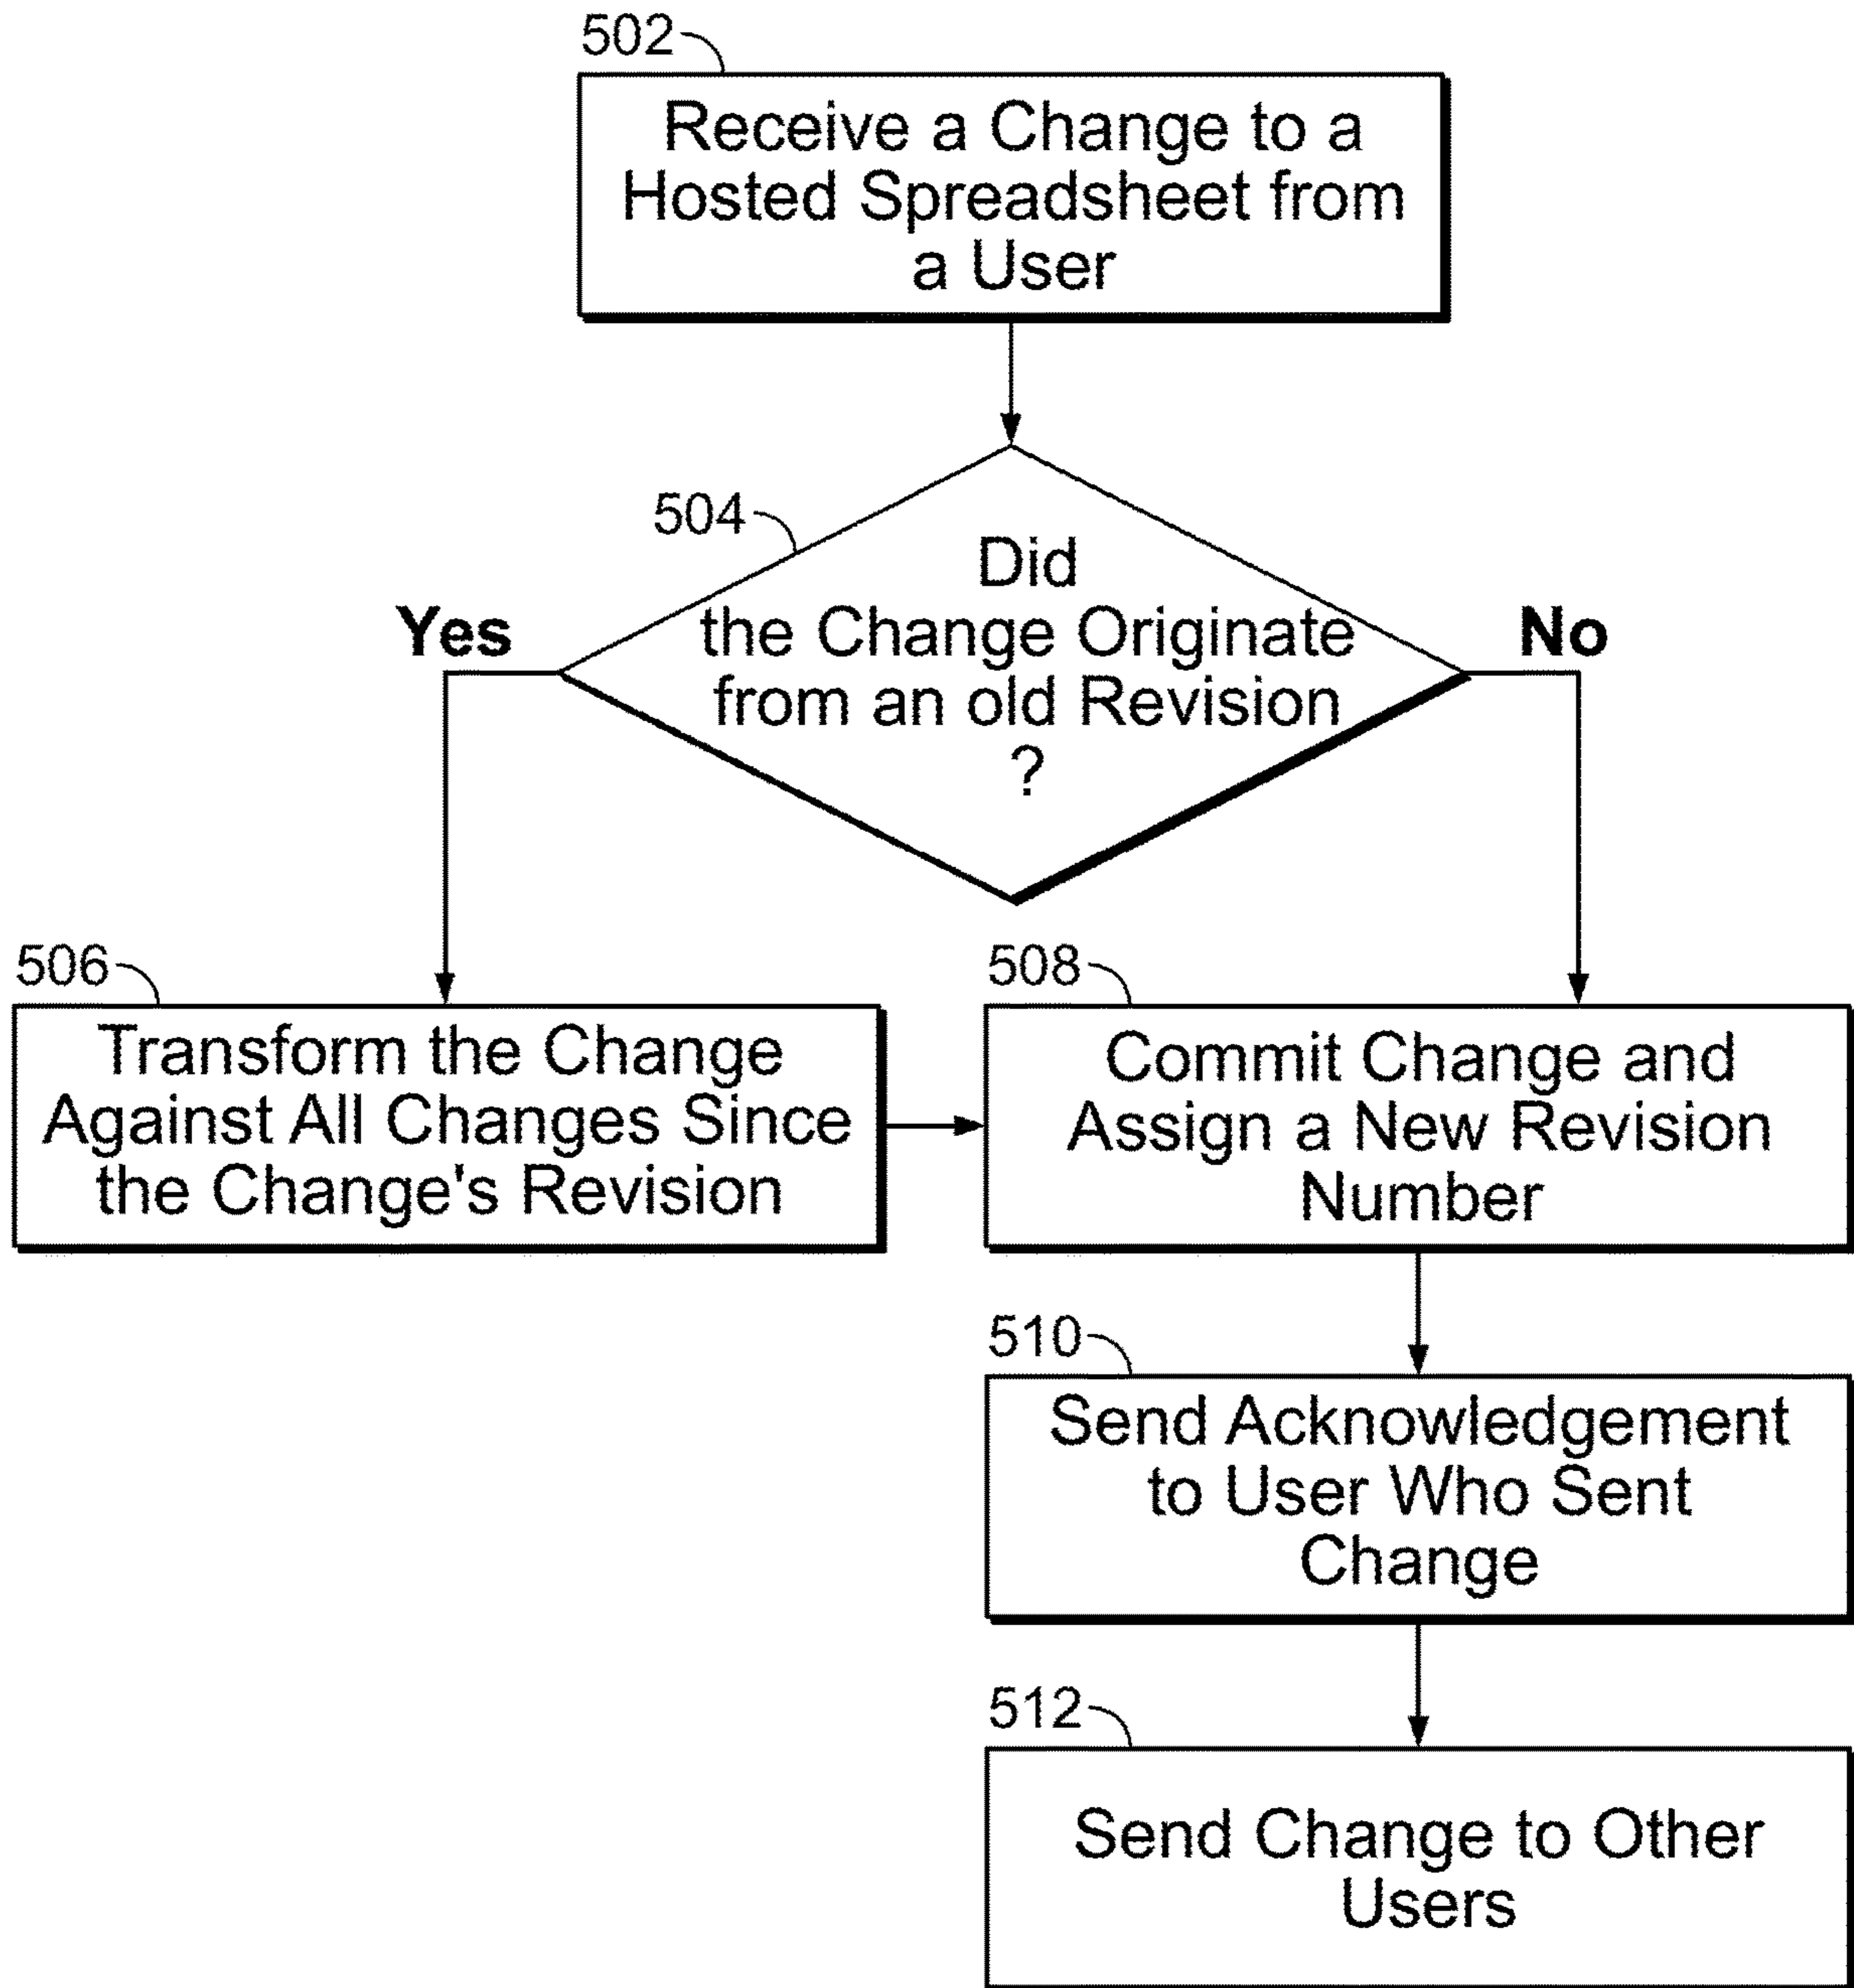 502
Receive a Change to a
Hosted Spreadsheet from
a User
504
Did
the Change Originate
from an old Revision
?
Yes
No
506
Transform the Change
Against All Changes Since
the Change's Revision
508
Commit Change and
Assign a New Revision
Number
510
Send Acknowledgement
to User Who Sent
Change
512
Send Change to Other
Users